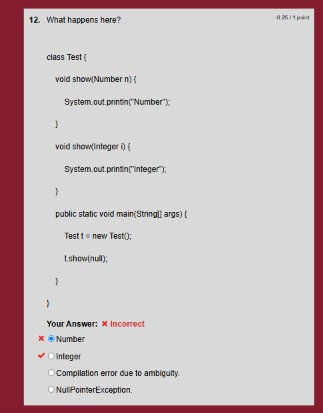 12. What happens here?
-0.25 / 1 point
class Test {
void show(Number n) {
System.out.println("Number");
}
void show(Integer i) {
System.out.println("Integer");
}
public static void main(String[] args) {
Test t = new Test();
t.show(null);
}
}
Your Answer: ✖ Incorrect
Number
Integer
Compilation error due to ambiguity.
NullPointerException.